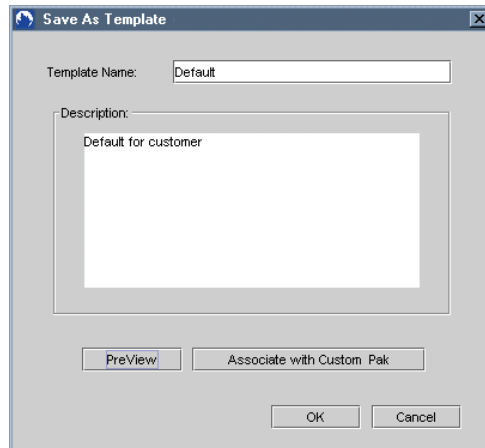 Save As Template
Template Name: Default
Description:
Default for customer
PreView Associate with Custom Pak
OK Cancel